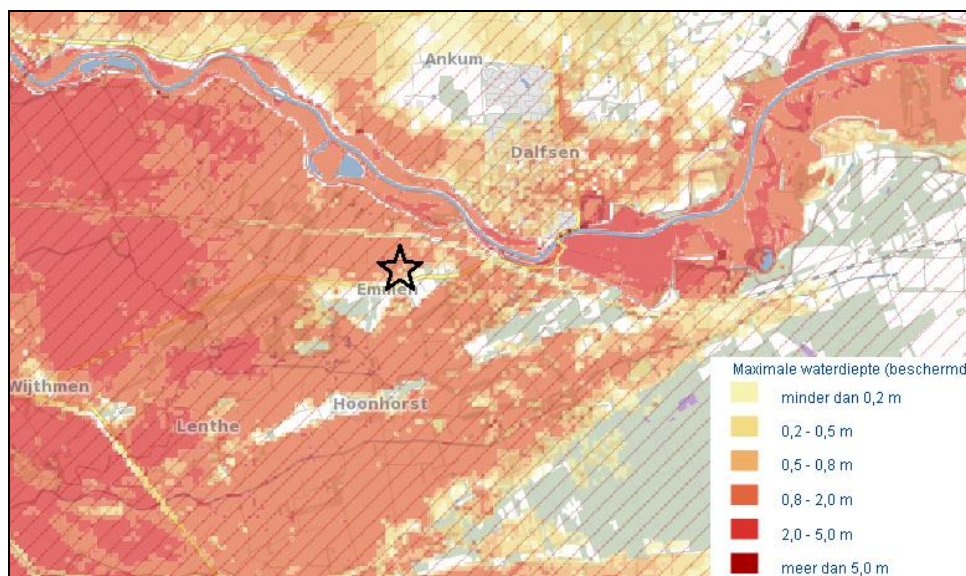 Ankum
Dalfsen
Emmen
Wijthmen
Hoonhorst
Lenthe
Maximale waterdiepte (beschermd
minder dan 0,2 m
0,2 - 0,5 m
0,5 - 0,8 m
0,8 - 2,0 m
2,0 - 5,0 m
meer dan 5,0 m